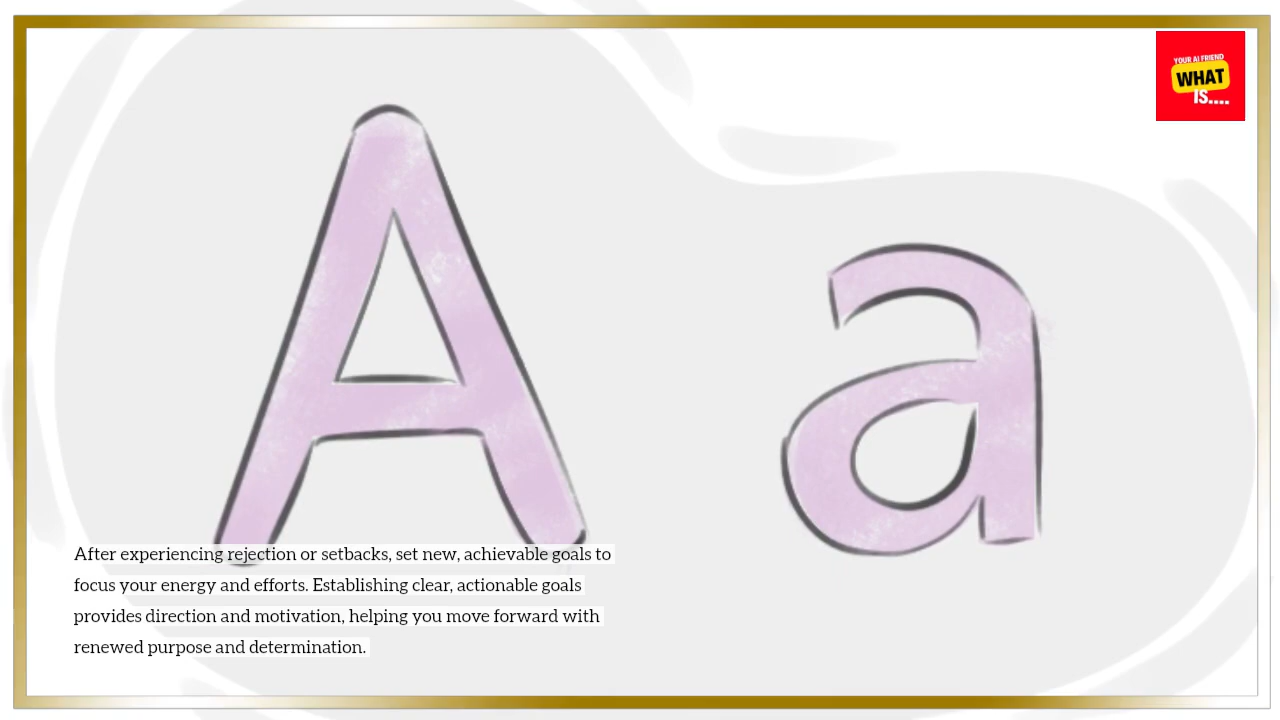 YOUR AI FRIEND
WHAT
IS....
A a
After experiencing rejection or setbacks, set new, achievable goals to
focus your energy and efforts. Establishing clear, actionable goals
provides direction and motivation, helping you move forward with
renewed purpose and determination.